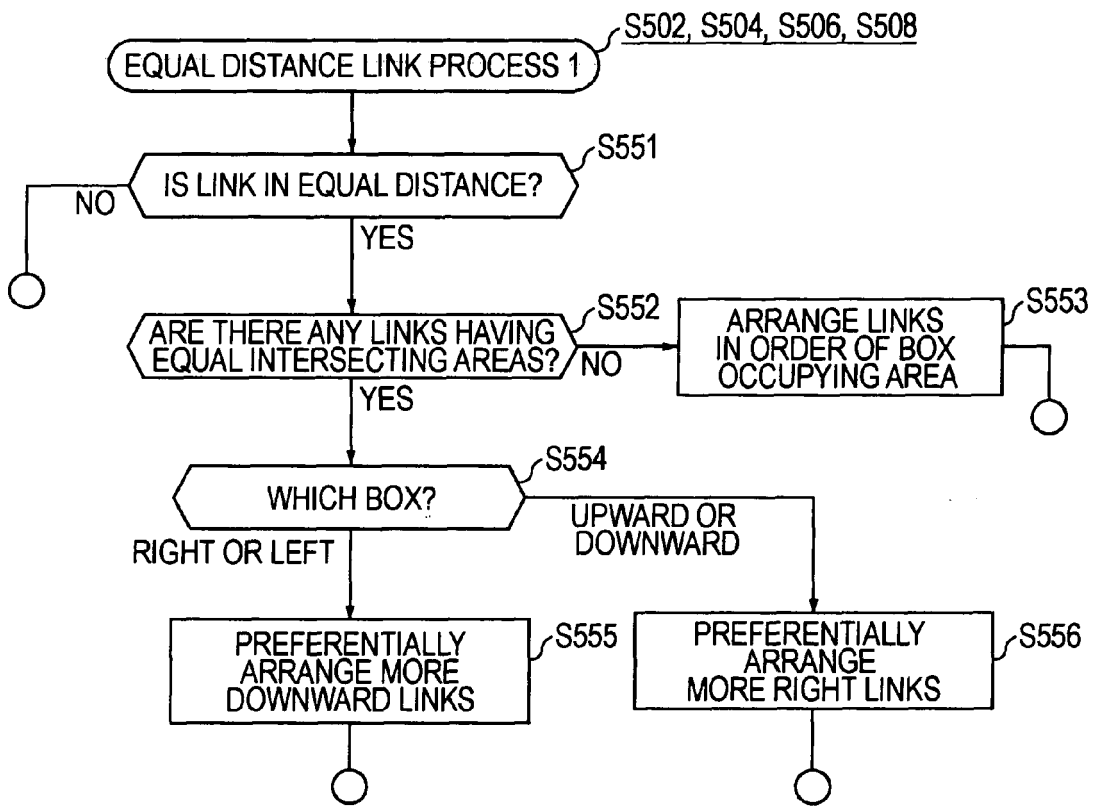 S502, S504, S506, S508
EQUAL DISTANCE LINK PROCESS 1
S551
IS LINK IN EQUAL DISTANCE?
NO
YES
S552
ARE THERE ANY LINKS HAVING
EQUAL INTERSECTING AREAS?
NO
YES
S553
ARRANGE LINKS
IN ORDER OF BOX
OCCUPYING AREA
S554
WHICH BOX?
RIGHT OR LEFT
UPWARD OR
DOWNWARD
S555
PREFERENTIALLY
ARRANGE MORE
DOWNWARD LINKS
S556
PREFERENTIALLY
ARRANGE
MORE RIGHT LINKS